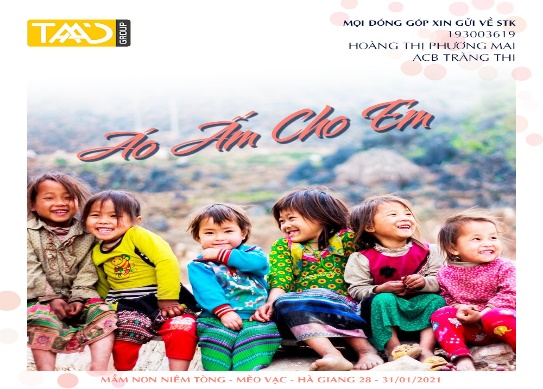 TAAD
GROUP
MỌI ĐÓNG GÓP XIN GỬI VỀ STK
193003619
HOÀNG THỊ PHƯƠNG MAI
ACB TRÀNG THI
Áo Ấm Cho Em
MẦM NON NIÊM TÒNG - MÈO VẠC - HÀ GIANG 28 - 31/01/2021